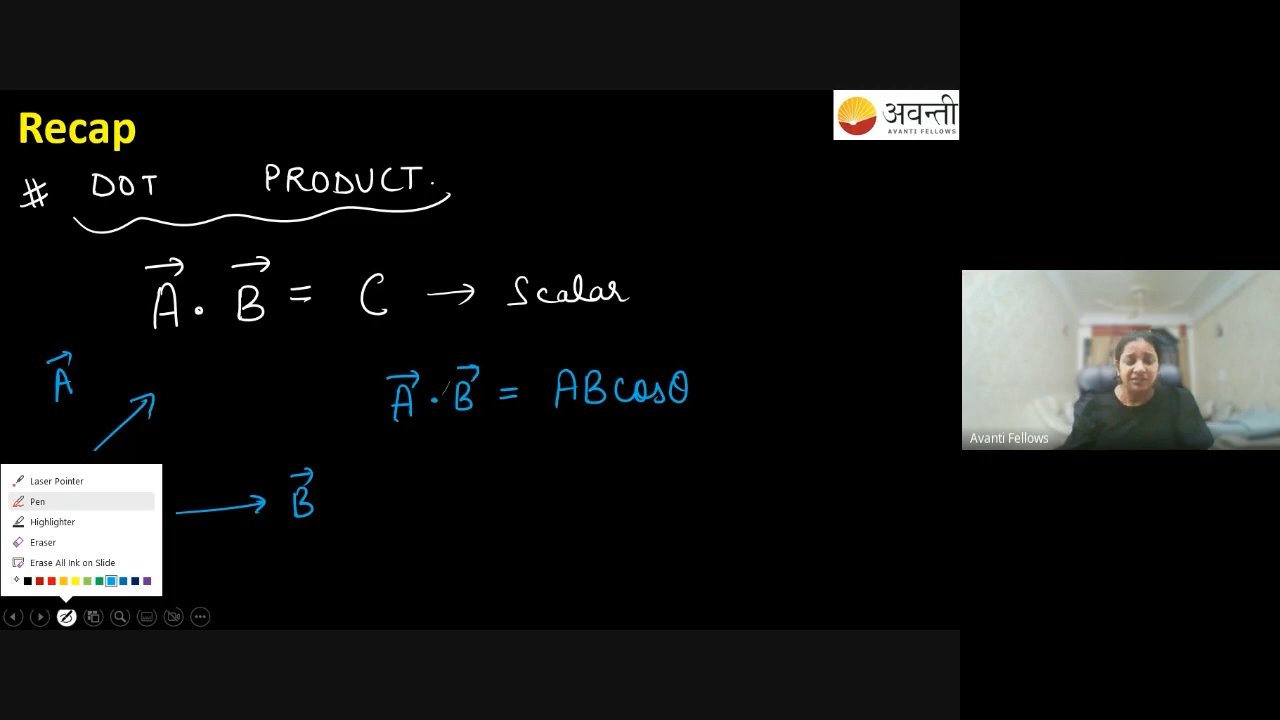 Recap
अवन्ती
AVANTI FELLOWS
# DOT PRODUCT.
A⃗ . B⃗ = C → Scalar
A⃗
A⃗ . B⃗ = ABcosθ
B⃗
Laser Pointer
Pen
Highlighter
Eraser
Erase All Ink on Slide
Avanti Fellows